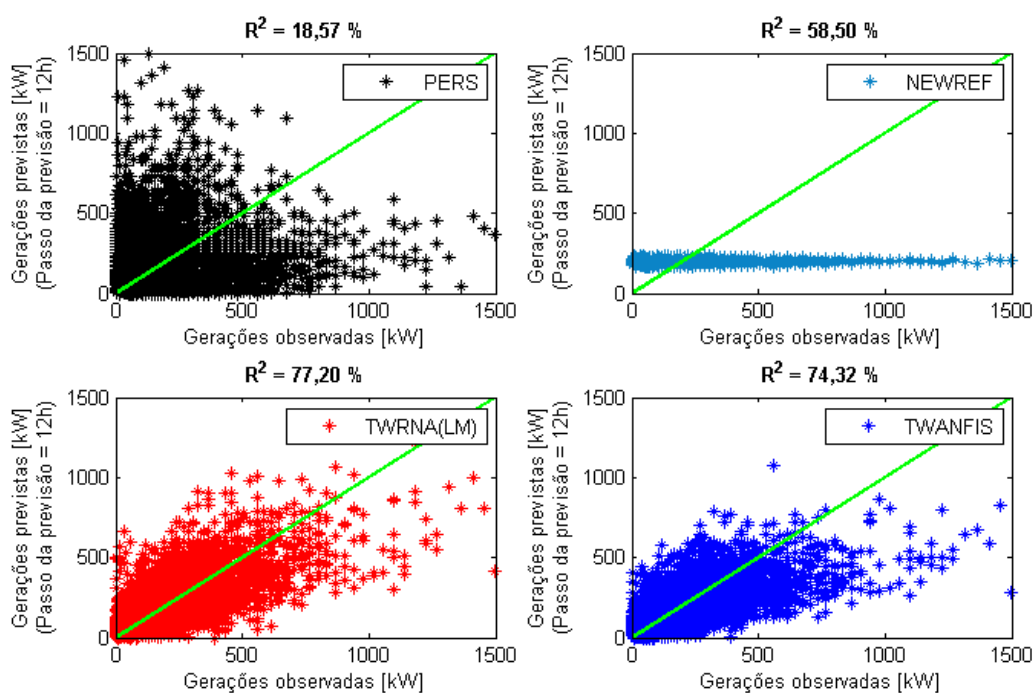 R² = 18,57 %
Gerações previstas [kW]
(Passo da previsão = 12h)
1500
1000
500
0
PERS
0
500
1000
1500
Gerações observadas [kW]
R² = 58,50 %
Gerações previstas [kW]
(Passo da previsão = 12h)
1500
1000
500
0
NEWREF
0
500
1000
1500
Gerações observadas [kW]
R² = 77,20 %
Gerações previstas [kW]
(Passo da previsão = 12h)
1500
1000
500
0
TWRNA(LM)
0
500
1000
1500
Gerações observadas [kW]
R² = 74,32 %
Gerações previstas [kW]
(Passo da previsão = 12h)
1500
1000
500
0
TWANFIS
0
500
1000
1500
Gerações observadas [kW]